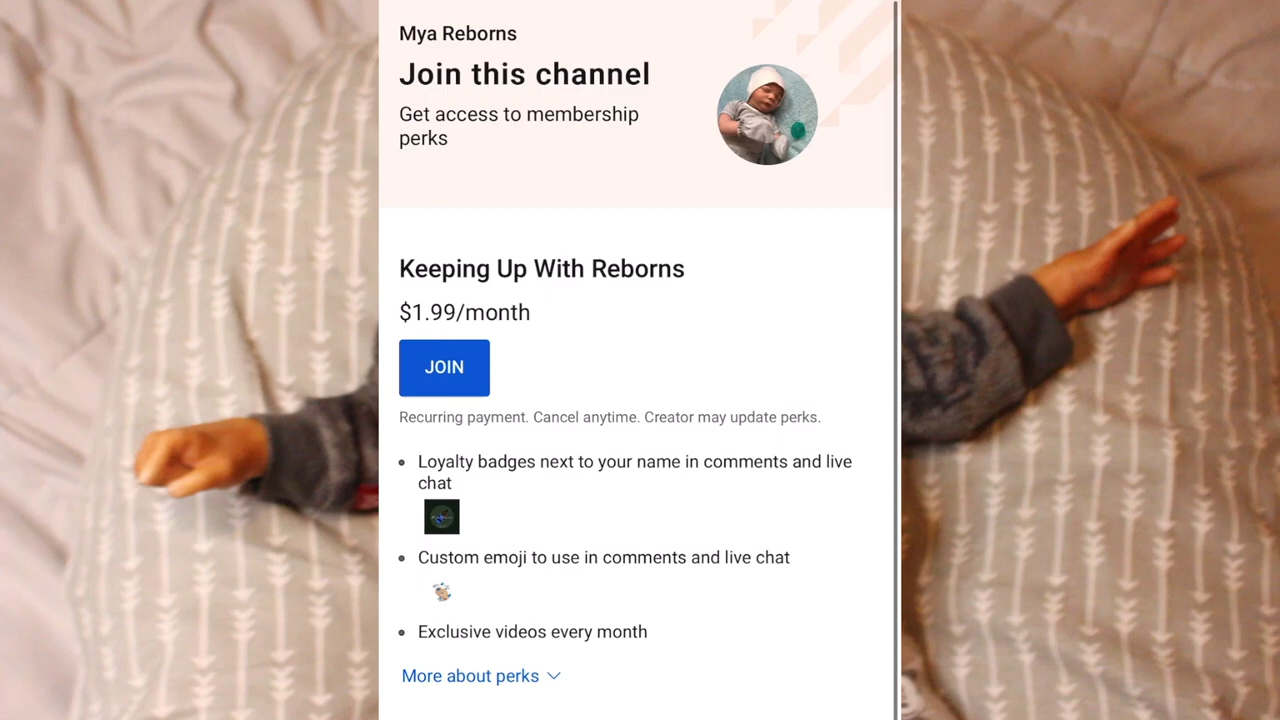 Mya Reborns
Join this channel
Get access to membership
perks
Keeping Up With Reborns
$1.99/month
JOIN
Recurring payment. Cancel anytime. Creator may update perks.
Loyalty badges next to your name in comments and live
chat
Custom emoji to use in comments and live chat
Exclusive videos every month
More about perks